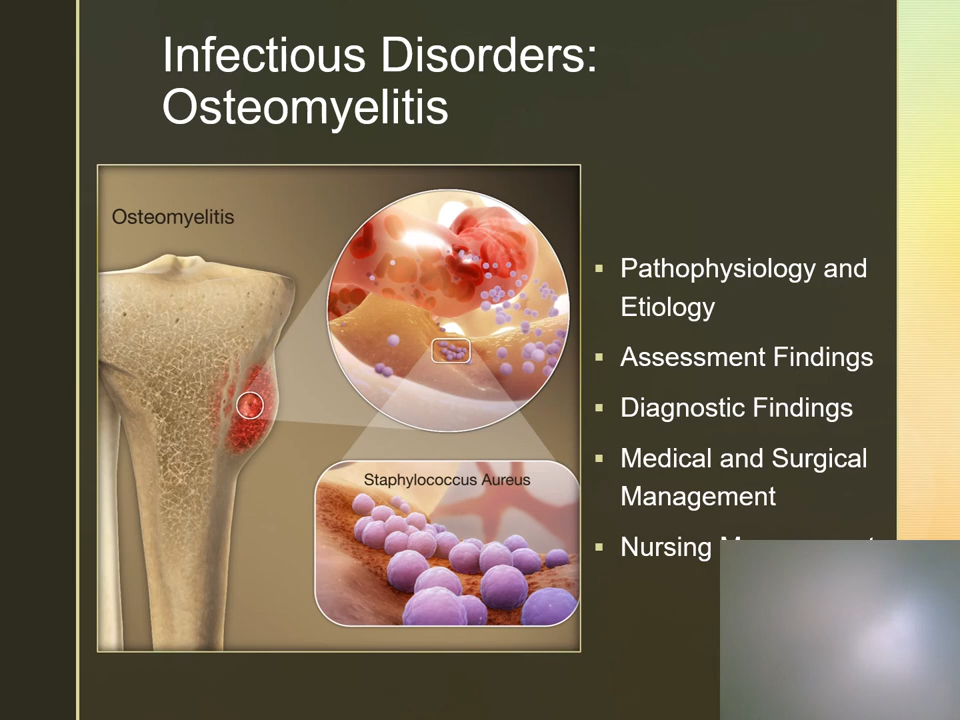 Infectious Disorders:
Osteomyelitis
Osteomyelitis
Staphylococcus Aureus
▪ Pathophysiology and
Etiology
▪ Assessment Findings
▪ Diagnostic Findings
▪ Medical and Surgical
Management
▪ Nursing